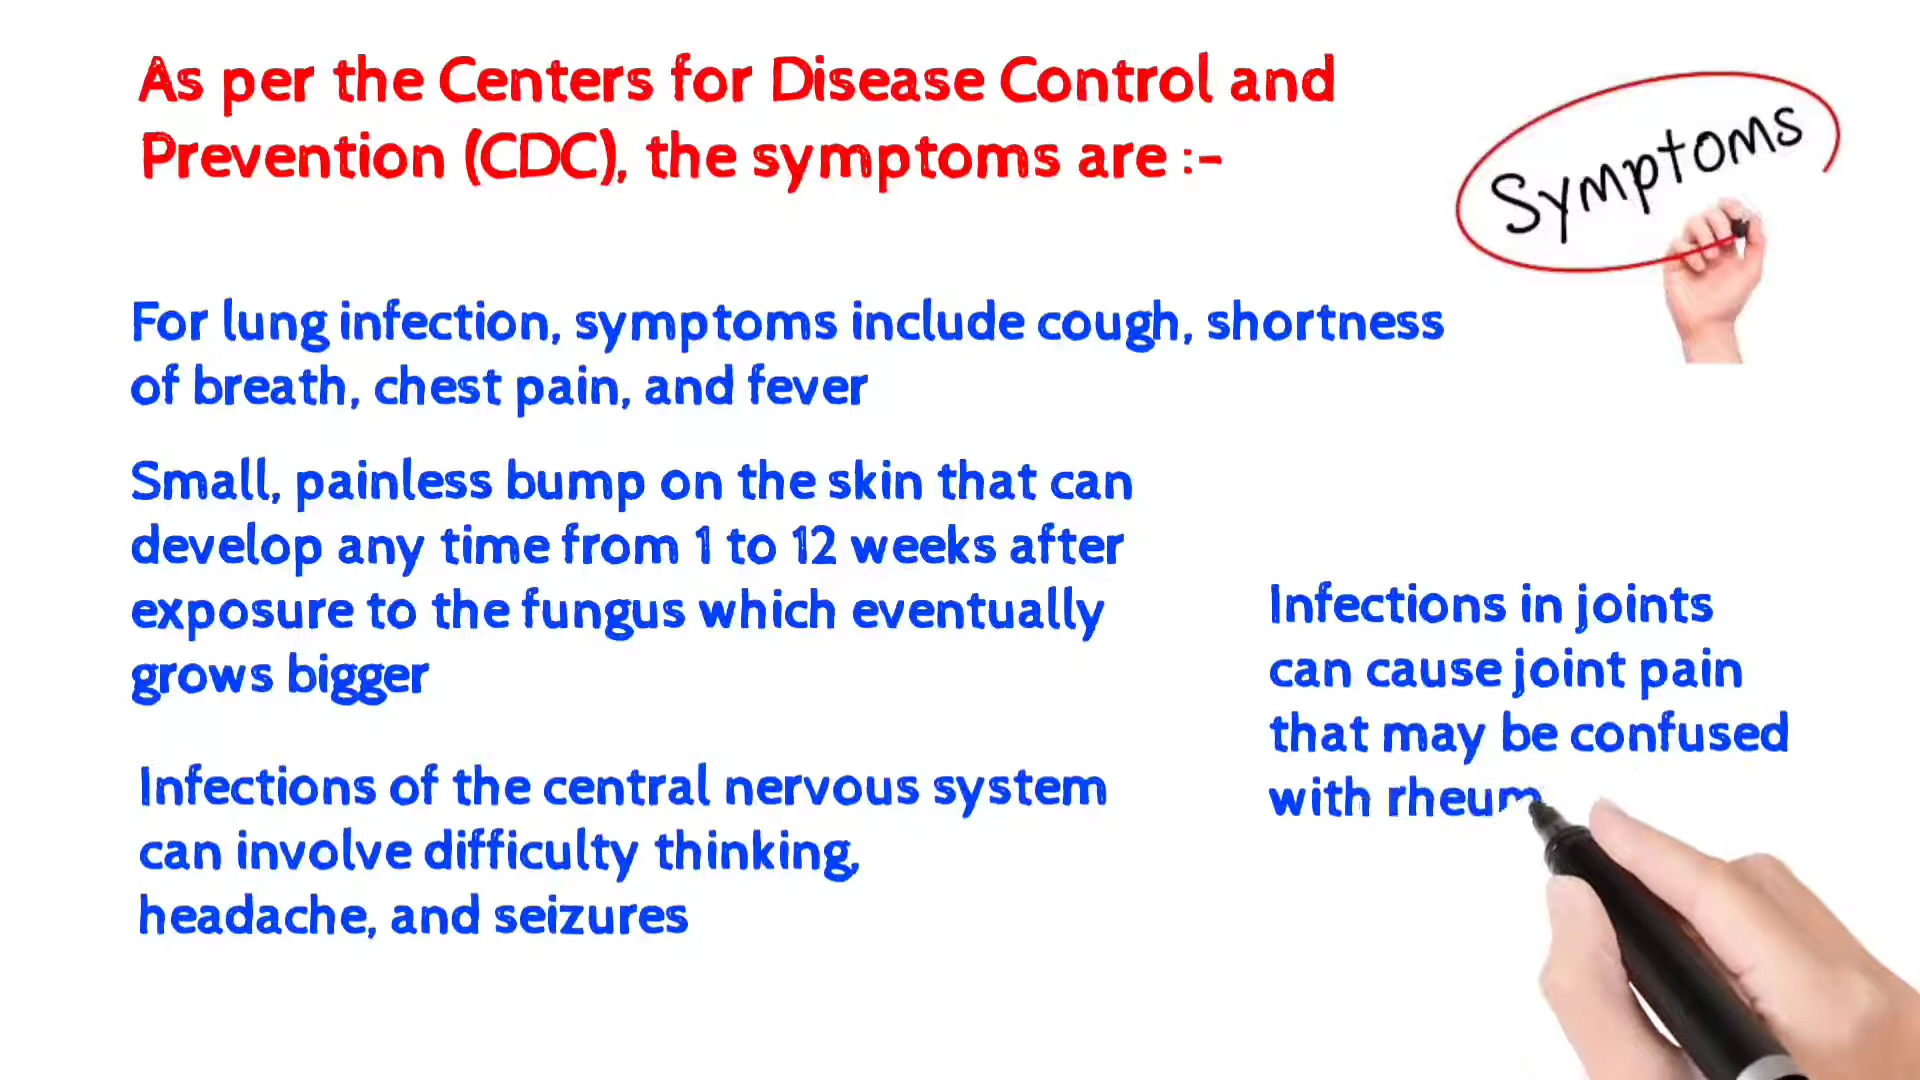 As per the Centers for Disease Control and
Prevention (CDC), the symptoms are :-
Symptoms
For lung infection, symptoms include cough, shortness
of breath, chest pain, and fever
Small, painless bump on the skin that can
develop any time from 1 to 12 weeks after
exposure to the fungus which eventually
grows bigger
Infections of the central nervous system
can involve difficulty thinking,
headache, and seizures
Infections in joints
can cause joint pain
that may be confused
with rheum